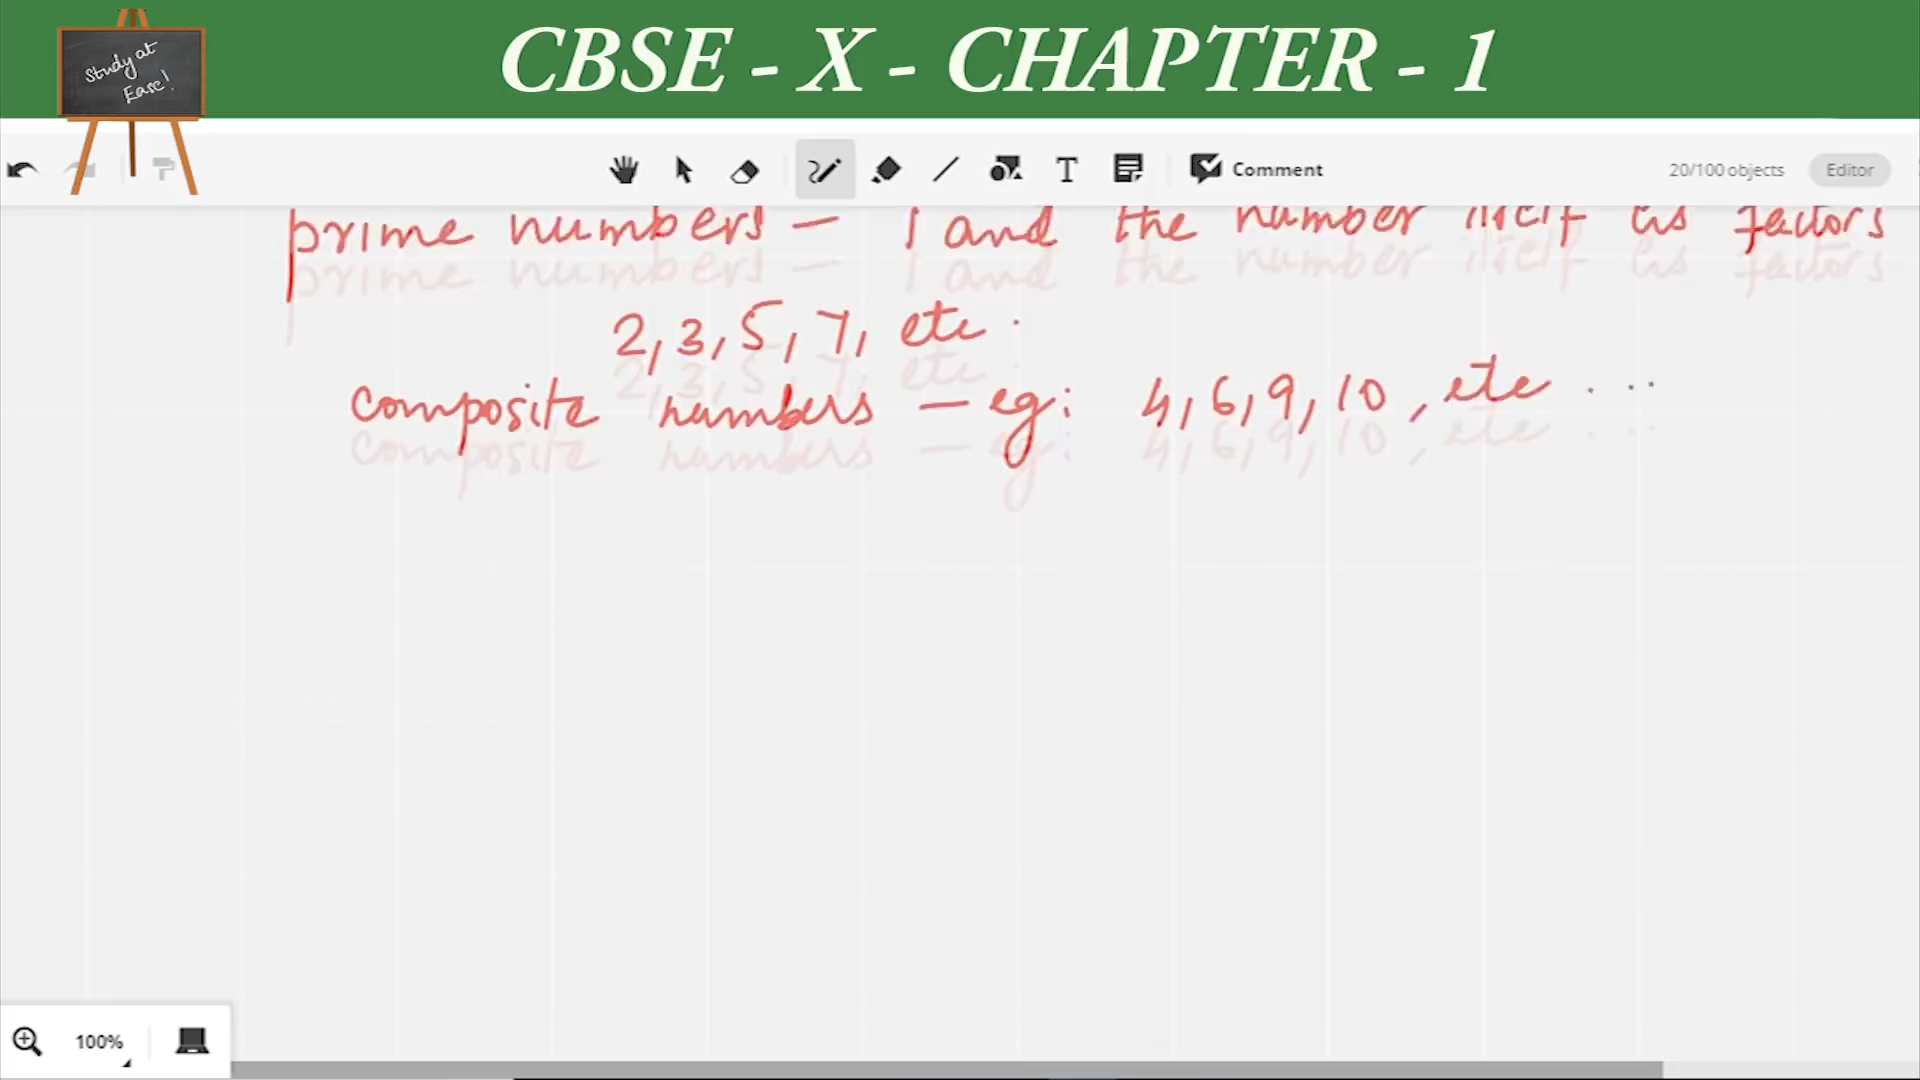 CBSE - X - CHAPTER - 1
Study at
Ease!
Comment
20/100 objects
Editor
prime numbers - 1 and the number itself as factors
2, 3, 5, 7, etc.
composite numbers - eg: 4, 6, 9, 10, etc ....
100%